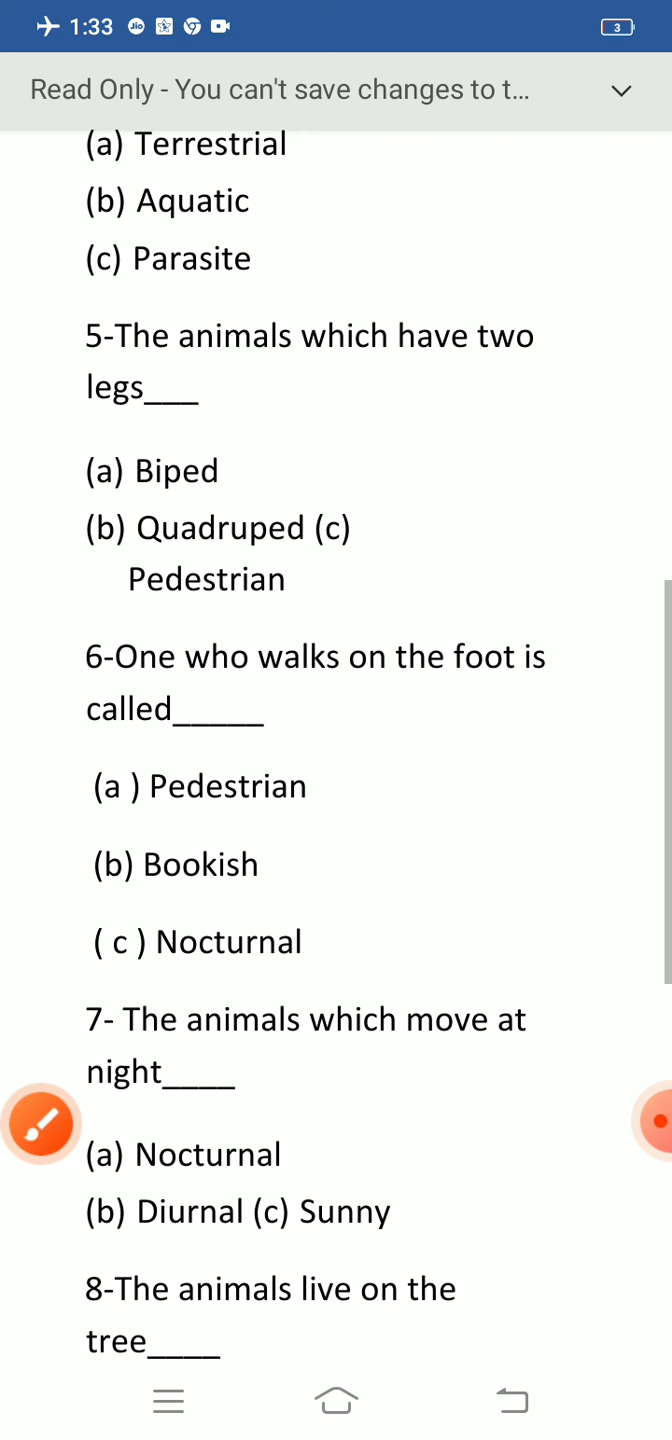 1:33
Jio
3
Read Only - You can't save changes to t...
(a) Terrestrial
(b) Aquatic
(c) Parasite
5-The animals which have two
legs___
(a) Biped
(b) Quadruped (c)
Pedestrian
6-One who walks on the foot is
called_____
(a ) Pedestrian
(b) Bookish
( c ) Nocturnal
7- The animals which move at
night____
(a) Nocturnal
(b) Diurnal (c) Sunny
8-The animals live on the
tree____